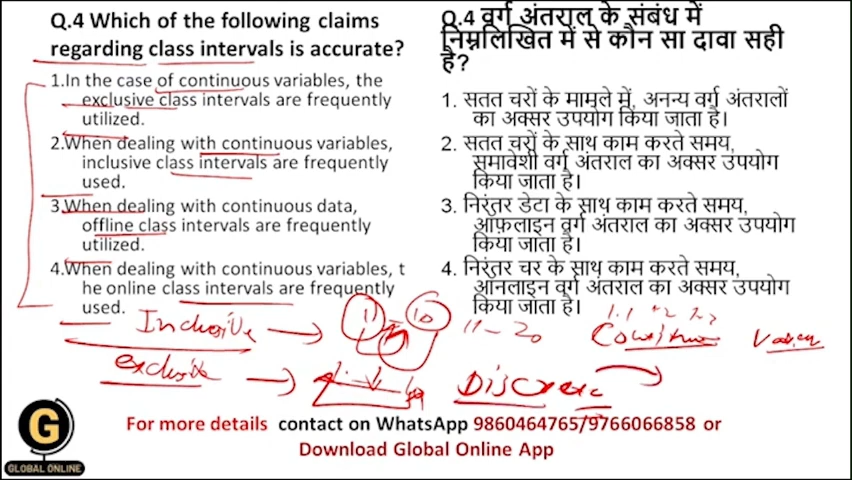 Q.4 Which of the following claims
regarding class intervals is accurate?
1.In the case of continuous variables, the
exclusive class intervals are frequently
utilized.
2.When dealing with continuous variables,
inclusive class intervals are frequently
used.
3.When dealing with continuous data,
offline class intervals are frequently
utilized.
4.When dealing with continuous variables, t
he online class intervals are frequently
used.
Q.4 वर्ग अंतराल के संबंध में
निम्नलिखित में से कौन सा दावा सही
है?
1. सतत चरों के मामले में, अनन्य वर्ग अंतरालों
का अक्सर उपयोग किया जाता है।
2. सतत चरों के साथ काम करते समय,
समावेशी वर्ग अंतराल का अक्सर उपयोग
किया जाता है।
3. निरंतर डेटा के साथ काम करते समय,
ऑफ़लाइन वर्ग अंतराल का अक्सर उपयोग
किया जाता है।
4. निरंतर चर के साथ काम करते समय,
ऑनलाइन वर्ग अंतराल का अक्सर उपयोग
किया जाता है।
Inclusive
10
11 - 20
For more details contact on WhatsApp 9860464765/9766066858 or
Download Global Online App
G
GLOBAL ONLINE